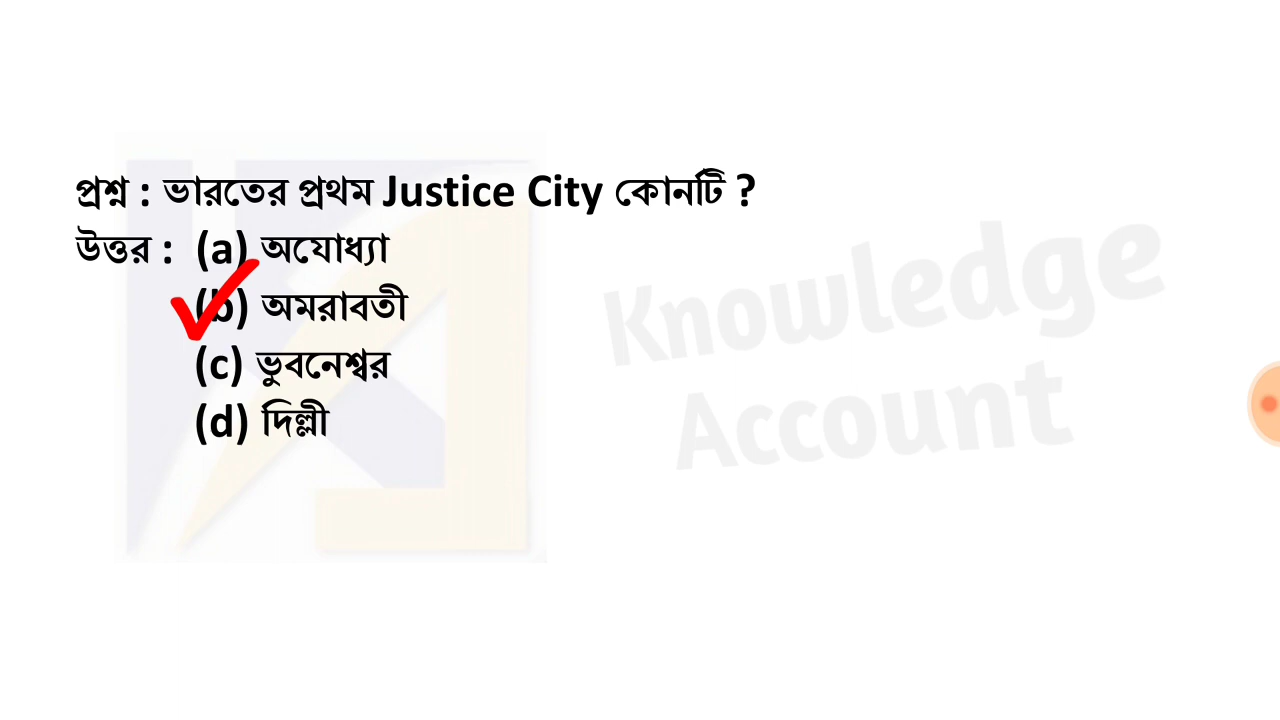 প্রশ্ন : ভারতের প্রথম Justice City কোনটি ?
উত্তর : (a) অযোধ্যা
(b) অমরাবতী
(c) ভুবনেশ্বর
(d) দিল্লী
Knowledge
Account